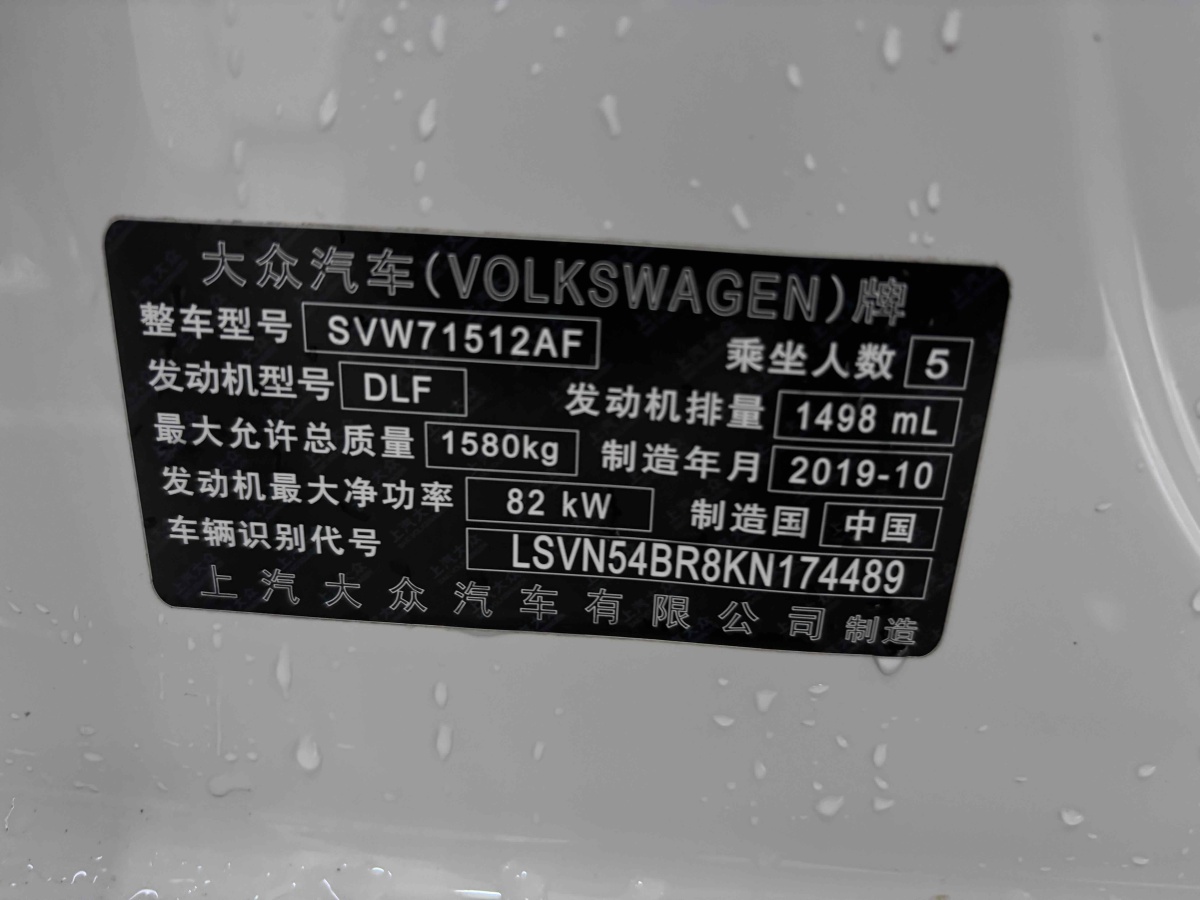 大众汽车(VOLKSWAGEN)牌
整车型号 SVW71512AF 乘坐人数 5
发动机型号 DLF 发动机排量 1498 mL
最大允许总质量 1580kg 制造年月 2019-10
发动机最大净功率 82 kW 制造国 中国
车辆识别代号 LSVN54BR8KN174489
上汽大众汽车有限公司 制造